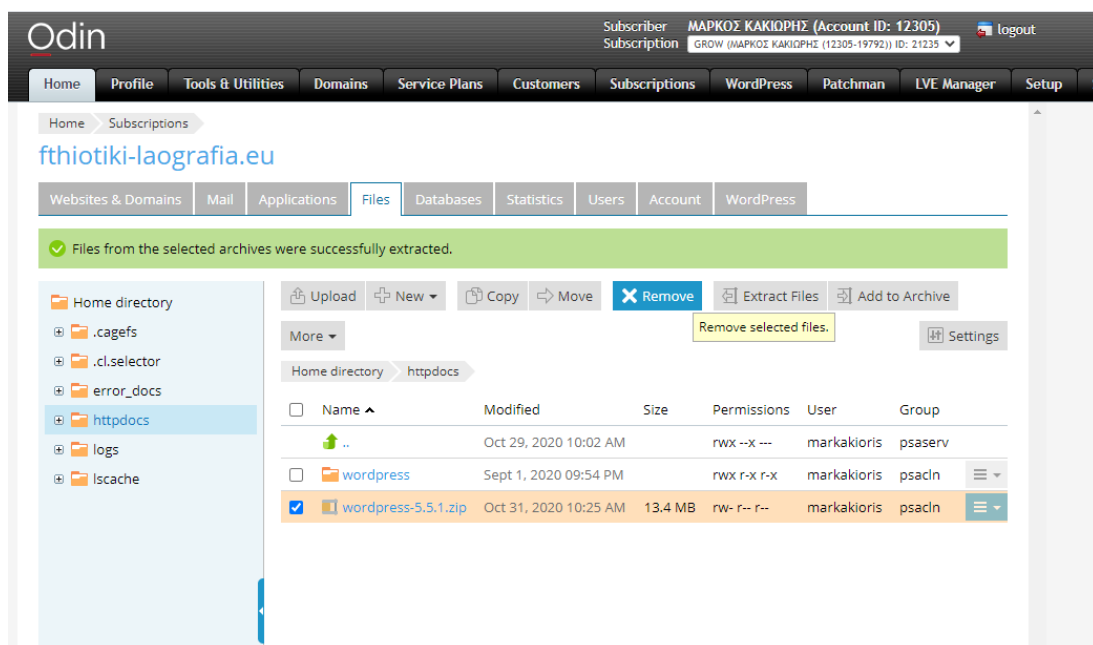 Odin
Subscriber ΜΑΡΚΟΣ ΚΑΚΙΩΡΗΣ (Account ID: 12305) logout
Subscription GROW (ΜΑΡΚΟΣ ΚΑΚΙΩΡΗΣ (12305-19792)) ID: 21235
Home Profile Tools & Utilities Domains Service Plans Customers Subscriptions WordPress Patchman LVE Manager Setup
Home Subscriptions
fthiotiki-laografia.eu
Websites & Domains Mail Applications Files Databases Statistics Users Account WordPress
Files from the selected archives were successfully extracted.
Home directory
.cagefs
.cl.selector
error_docs
httpdocs
logs
lscache
Upload New Copy Move Remove Extract Files Add to Archive
Remove selected files.
More Settings
Home directory httpdocs
Name Modified Size Permissions User Group
.. Oct 29, 2020 10:02 AM rwx --x --- markakioris psaserv
wordpress Sept 1, 2020 09:54 PM rwx r-x r-x markakioris psacln
wordpress-5.5.1.zip Oct 31, 2020 10:25 AM 13.4 MB rw- r-- r-- markakioris psacln